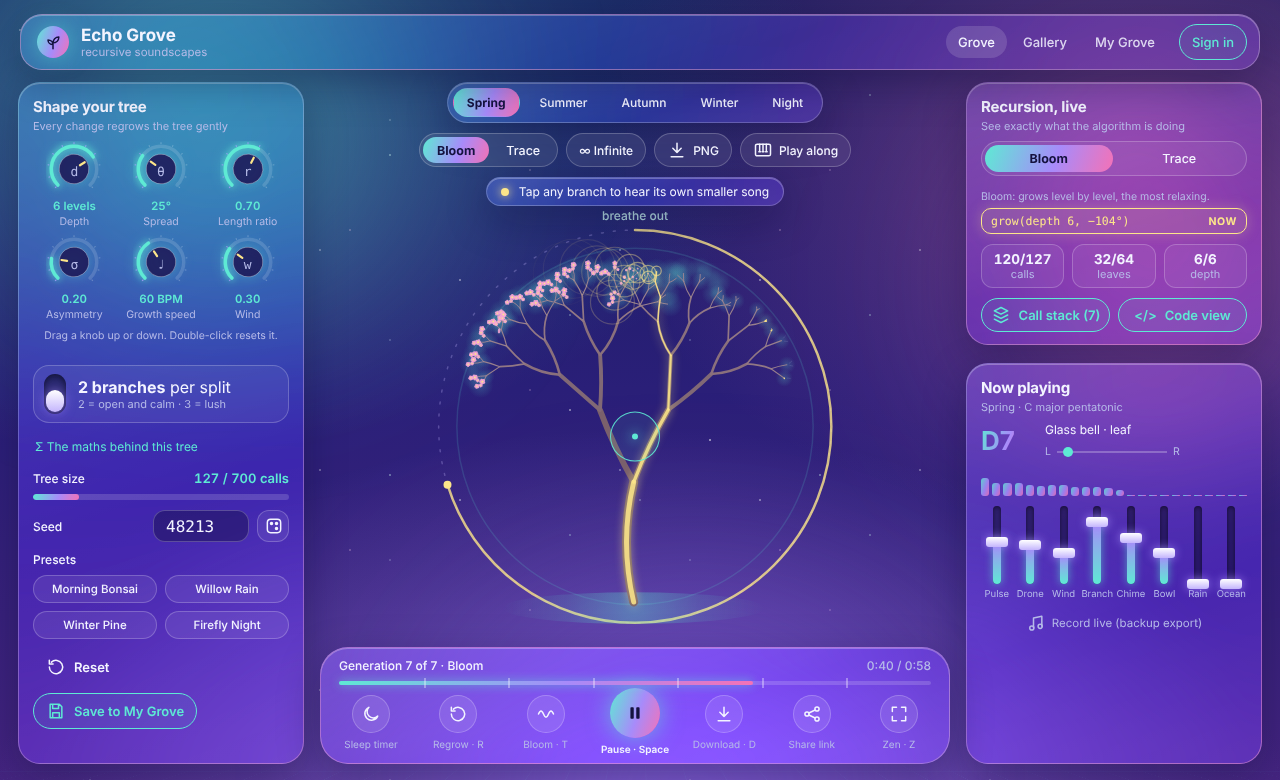 Echo Grove
recursive soundscapes
Grove
Gallery
My Grove
Sign in
Shape your tree
Every change regrows the tree gently
d
θ
r
6 levels
25°
0.70
Depth
Spread
Length ratio
σ
♩
w
0.20
60 BPM
0.30
Asymmetry
Growth speed
Wind
Drag a knob up or down. Double-click resets it.
2 branches per split
2 = open and calm · 3 = lush
Σ The maths behind this tree
Tree size
127 / 700 calls
Seed
48213
Presets
Morning Bonsai
Willow Rain
Winter Pine
Firefly Night
Reset
Save to My Grove
Spring
Summer
Autumn
Winter
Night
Bloom
Trace
∞ Infinite
PNG
Play along
Tap any branch to hear its own smaller song
breathe out
Generation 7 of 7 · Bloom
0:40 / 0:58
Sleep timer
Regrow · R
Bloom · T
Pause · Space
Download · D
Share link
Zen · Z
Recursion, live
See exactly what the algorithm is doing
Bloom
Trace
Bloom: grows level by level, the most relaxing.
grow(depth 6, −104°)
NOW
120/127
32/64
6/6
calls
leaves
depth
Call stack (7)
</> Code view
Now playing
Spring · C major pentatonic
D7
Glass bell · leaf
L
R
Pulse
Drone
Wind
Branch
Chime
Bowl
Rain
Ocean
Record live (backup export)